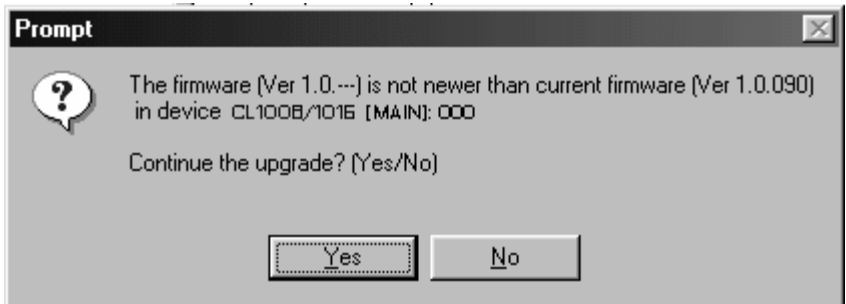 Prompt
The firmware (Ver 1.0.---) is not newer than current firmware (Ver 1.0.090)
in device CL1008/1016 [MAIN]: 000
Continue the upgrade? (Yes/No)
Yes No